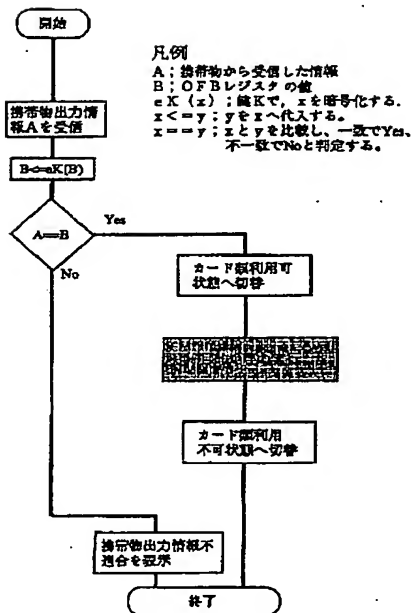 開始
凡例
A；携帯物から受信した情報
B；OFBレジスタの値
eK（x）；鍵Kで，xを暗号化する．
x<＝y；yをxへ代入する。
x＝＝y；xとyを比較し、一致でYes、
不一致でNoと判定する。
携帯物出力情
報Aを受信
B<=eK(B)
A==B
Yes
No
カード類利用可
状態へ切替
カード類利用
不可状態へ切替
携帯物出力情報不
適合を表示
終了